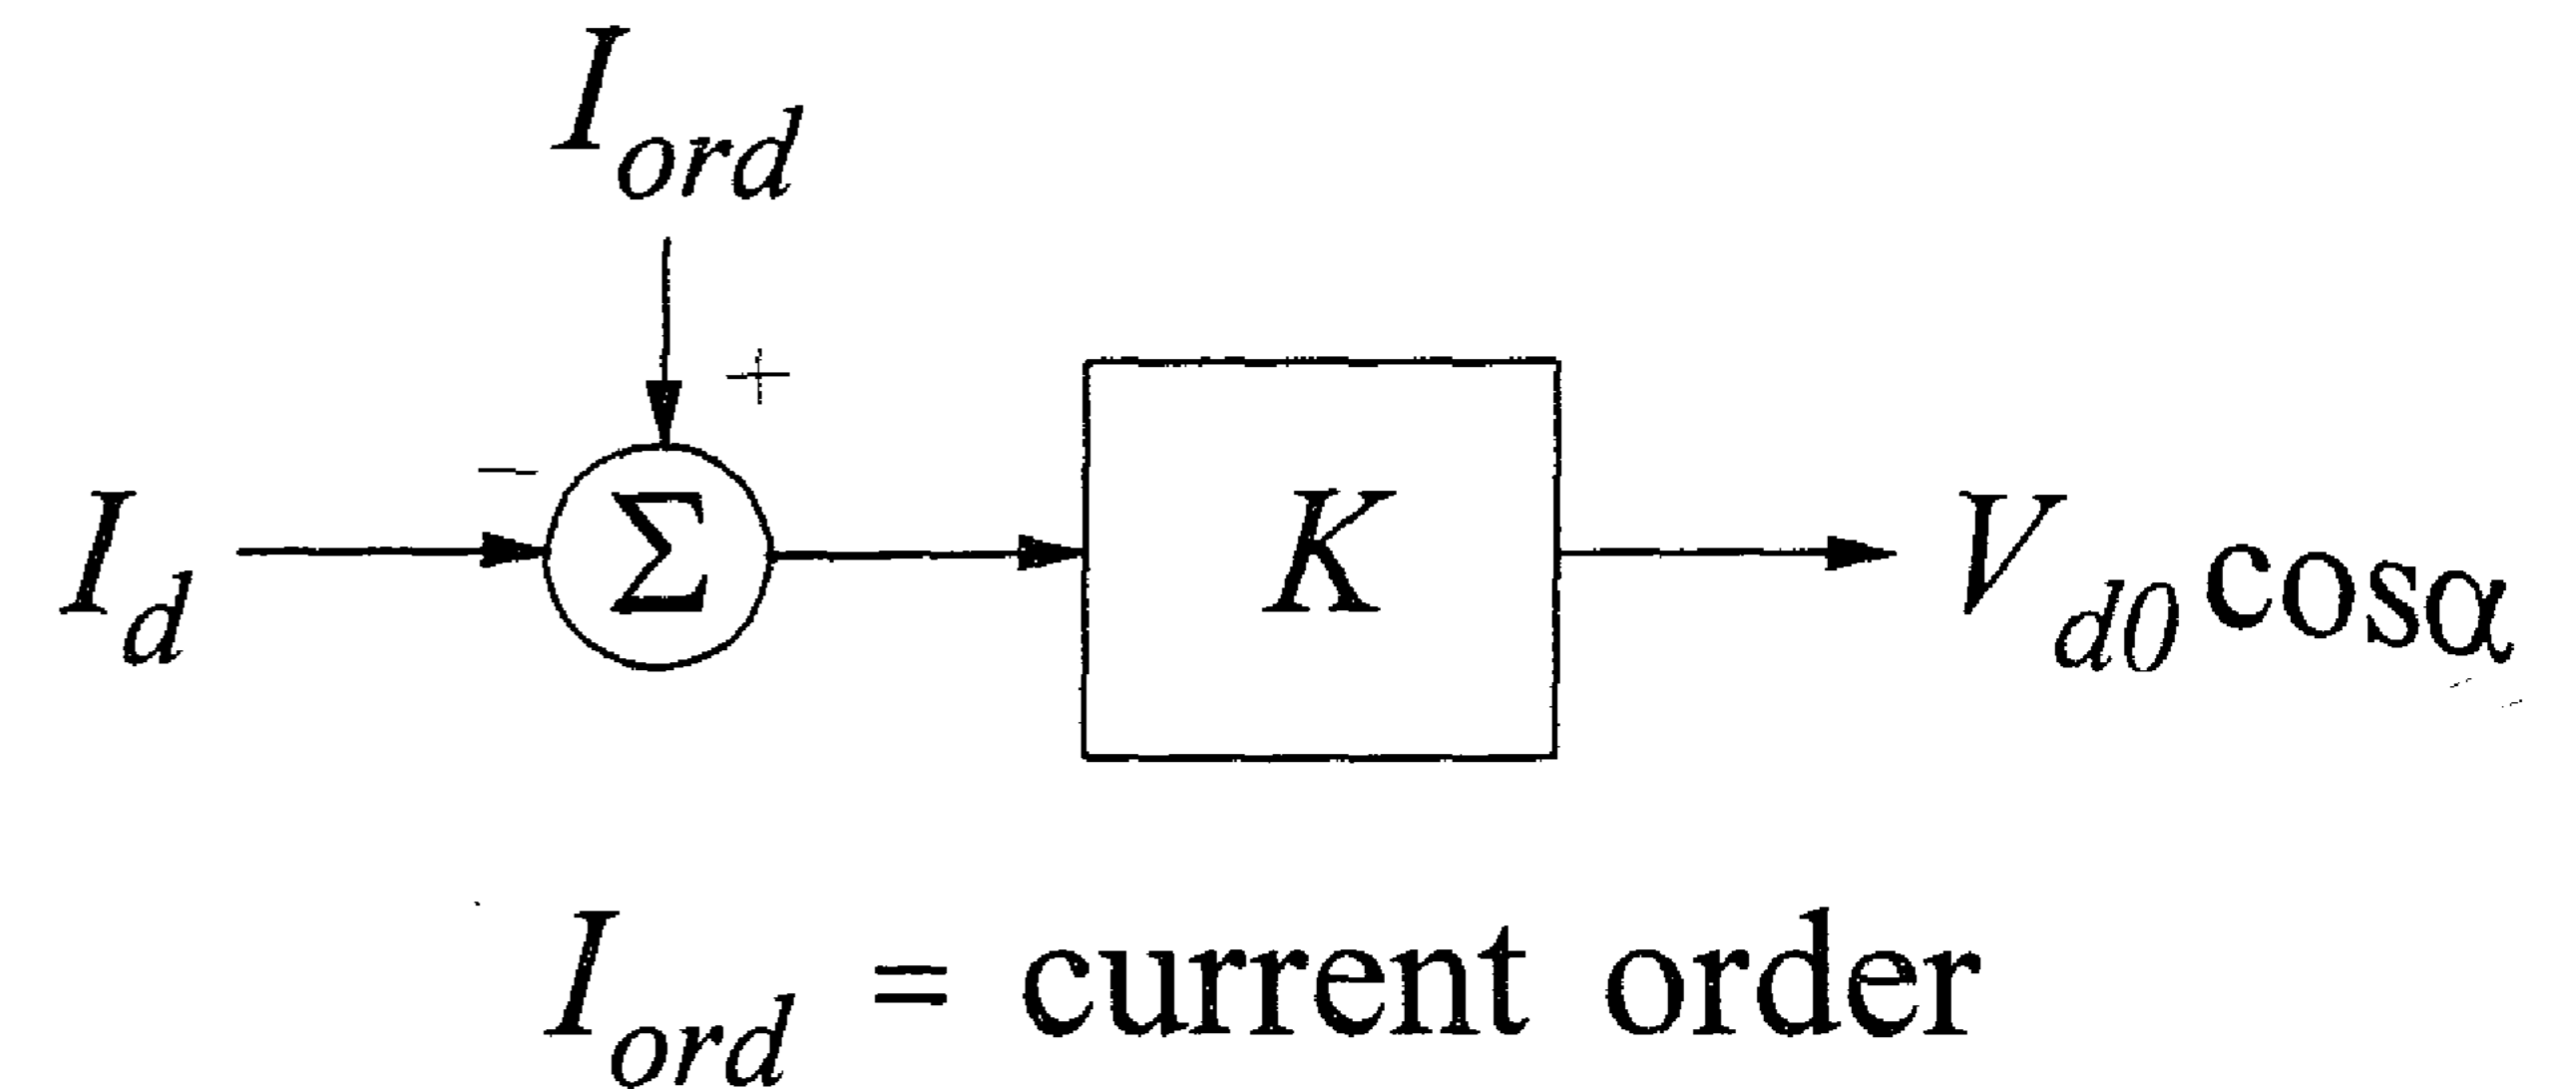 I_ord
+
−
I_d Σ K V_d0 cosα
I_ord = current order